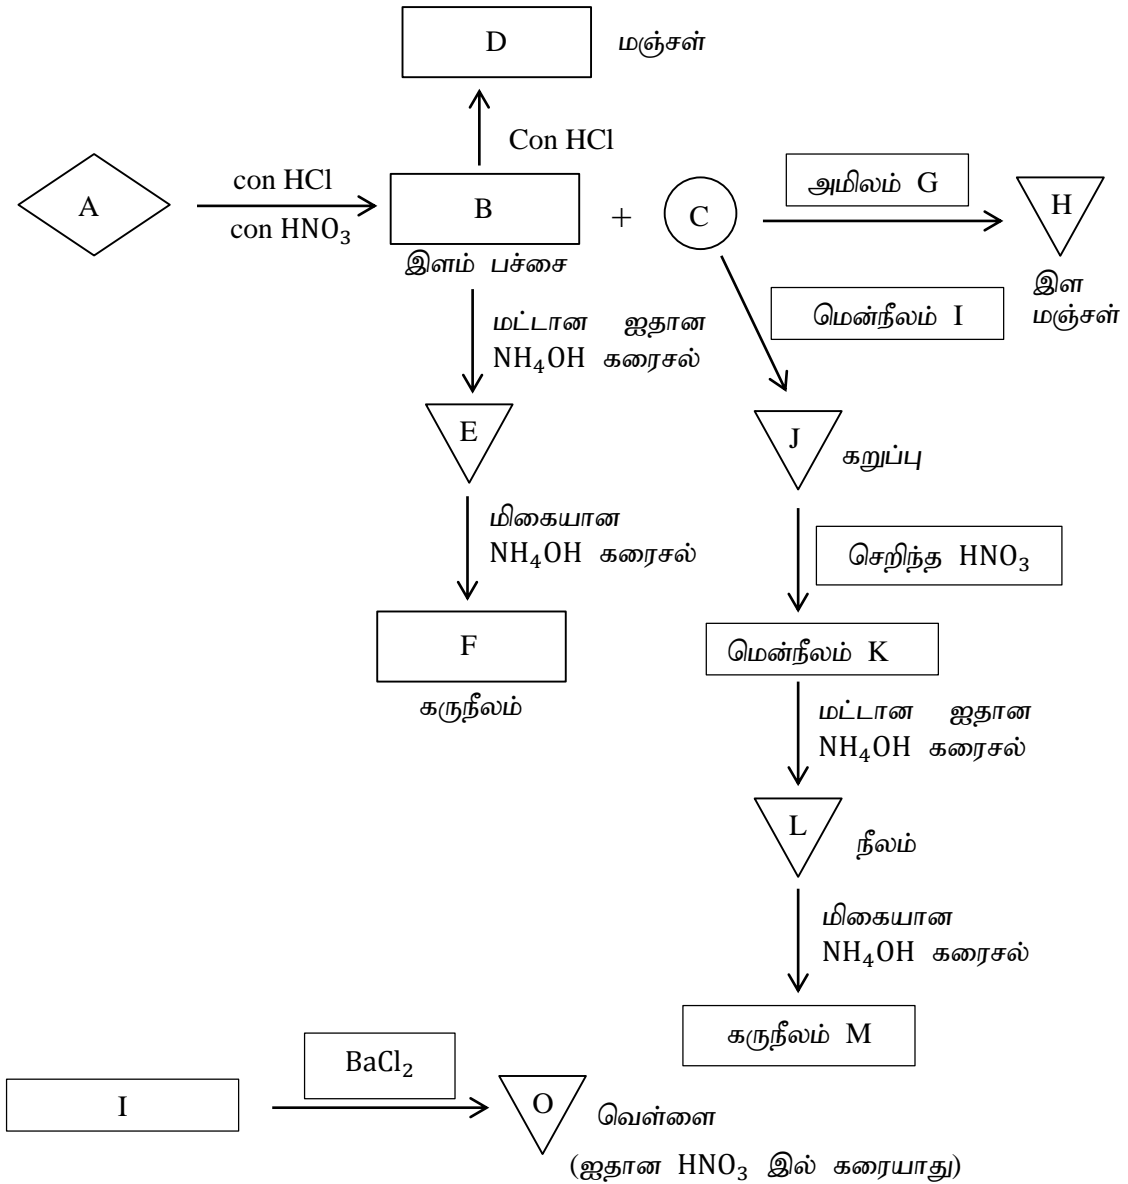 D மஞ்சள்
Con HCl
A
con HCl
con HNO₃
B
இளம் பச்சை
+
C
அமிலம் G
H
இள
மஞ்சள்
மென்நீலம் I
மட்டான ஐதான
NH₄OH கரைசல்
E
J கறுப்பு
மிகையான
NH₄OH கரைசல்
செறிந்த HNO₃
F
கருநீலம்
மென்நீலம் K
மட்டான ஐதான
NH₄OH கரைசல்
L நீலம்
மிகையான
NH₄OH கரைசல்
கருநீலம் M
I
BaCl₂
O வெள்ளை
(ஐதான HNO₃ இல் கரையாது)